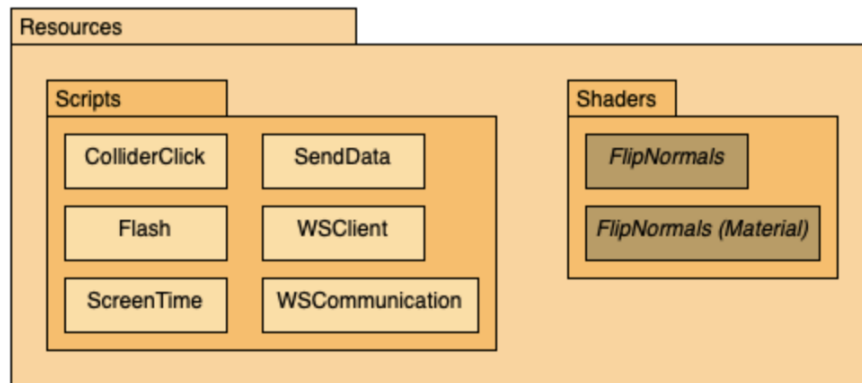 Resources
Scripts
ColliderClick
SendData
Flash
WSClient
ScreenTime
WSCommunication
Shaders
FlipNormals
FlipNormals (Material)